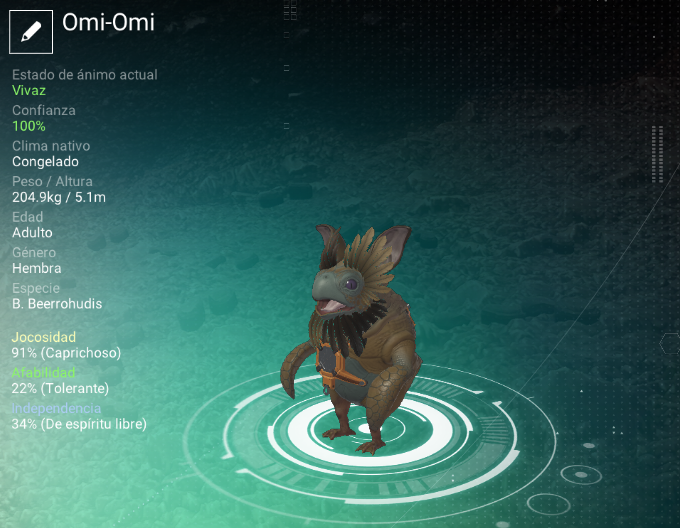 Omi-Omi
Estado de ánimo actual
Vivaz
Confianza
100%
Clima nativo
Congelado
Peso / Altura
204.9kg / 5.1m
Edad
Adulto
Género
Hembra
Especie
B. Beerrohudis
Jocosidad
91% (Caprichoso)
Afabilidad
22% (Tolerante)
Independencia
34% (De espíritu libre)